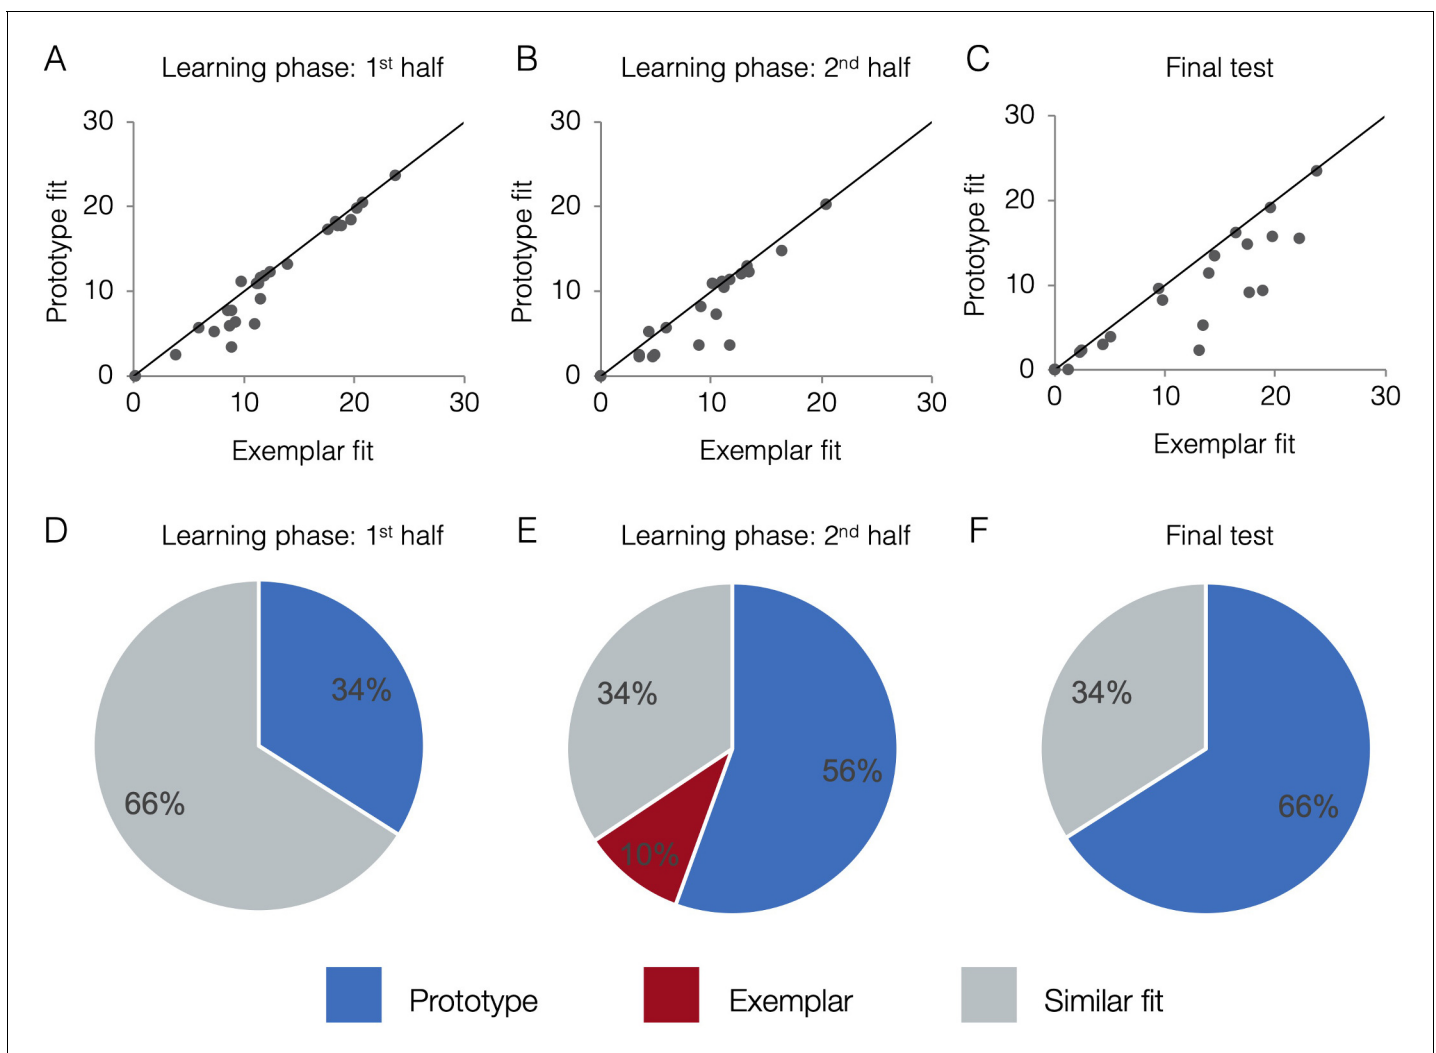 A Learning phase: 1st half
B Learning phase: 2nd half
C Final test
Prototype fit
30
20
10
0
0 10 20 30
Exemplar fit
Prototype fit
30
20
10
0
0 10 20 30
Exemplar fit
Prototype fit
30
20
10
0
0 10 20 30
Exemplar fit
D Learning phase: 1st half
E Learning phase: 2nd half
F Final test
34%
66%
34%
56%
10%
34%
66%
Prototype
Exemplar
Similar fit